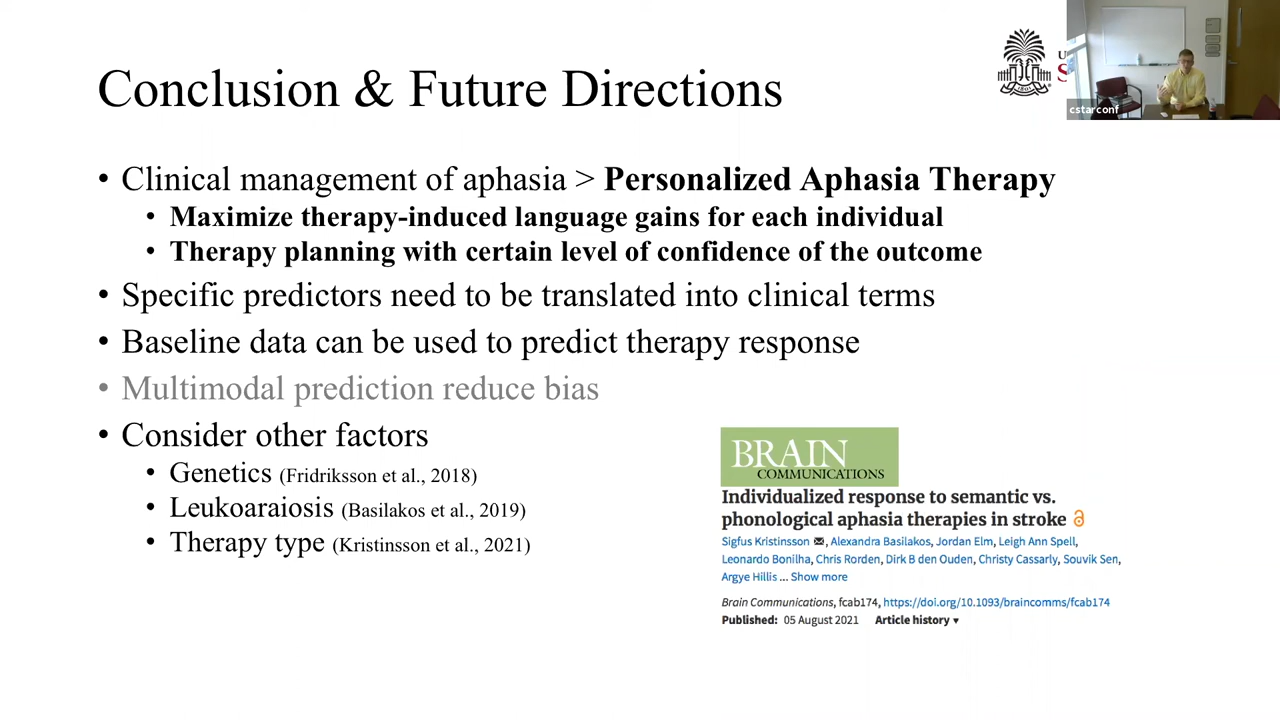 Conclusion & Future Directions
U
S
cstarconf
• Clinical management of aphasia > Personalized Aphasia Therapy
• Maximize therapy-induced language gains for each individual
• Therapy planning with certain level of confidence of the outcome
• Specific predictors need to be translated into clinical terms
• Baseline data can be used to predict therapy response
• Multimodal prediction reduce bias
• Consider other factors
• Genetics (Fridriksson et al., 2018)
• Leukoaraiosis (Basilakos et al., 2019)
• Therapy type (Kristinsson et al., 2021)
BRAIN
COMMUNICATIONS
Individualized response to semantic vs.
phonological aphasia therapies in stroke
Sigfus Kristinsson, Alexandra Basilakos, Jordan Elm, Leigh Ann Spell,
Leonardo Bonilha, Chris Rorden, Dirk B den Ouden, Christy Cassarly, Souvik Sen,
Argye Hillis ... Show more
Brain Communications, fcab174, https://doi.org/10.1093/braincomms/fcab174
Published: 05 August 2021 Article history ▾